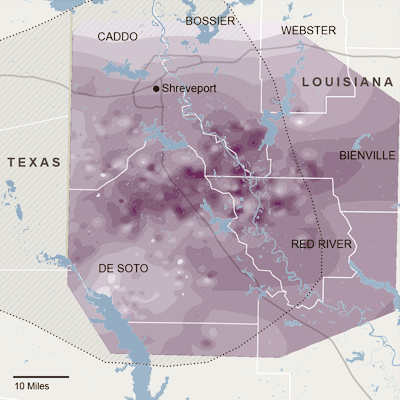 BOSSIER
CADDO
WEBSTER
LOUISIANA
Shreveport
BIENVILLE
TEXAS
RED RIVER
DE SOTO
10 Miles